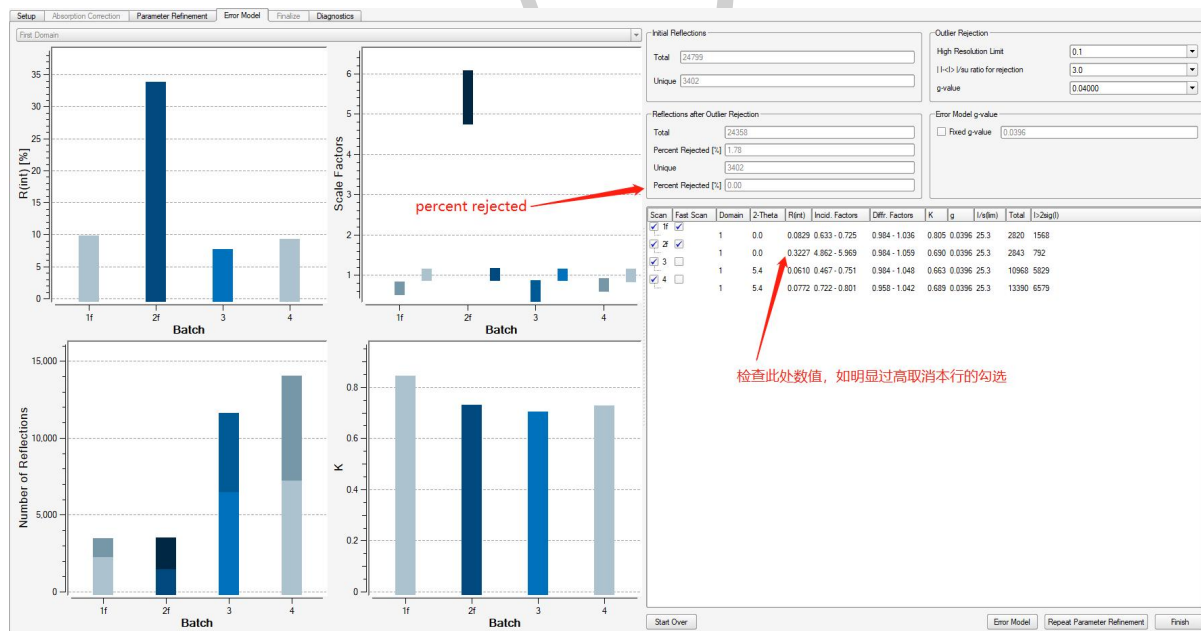 Setup Absorption Correction Parameter Refinement Error Model Finalize Diagnostics
First Domain
R(int) [%]
35
30
25
20
15
10
5
0
1f 2f 3 4
Batch
Scale Factors
6
5
4
3
2
1
1f 2f 3 4
Batch
Number of Reflections
15,000
10,000
5,000
0
1f 2f 3 4
Batch
K
0.8
0.6
0.4
0.2
0
1f 2f 3 4
Batch
percent rejected
Initial Reflections
Total 24799
Unique 3402
Outlier Rejection
High Resolution Limit 0.1
| I-<I> |/su ratio for rejection 3.0
g-value 0.04000
Reflections after Outlier Rejection
Total 24358
Percent Rejected [%] 1.78
Unique 3402
Percent Rejected [%] 0.00
Error Model g-value
Fixed g-value 0.0396
Scan Fast Scan Domain 2-Theta R(int) Incid. Factors Diffr. Factors K g I/s(lim) Total I>2sig(I)
1f
1 0.0 0.0829 0.633 - 0.725 0.984 - 1.036 0.805 0.0396 25.3 2820 1568
2f
1 0.0 0.3227 4.862 - 5.969 0.984 - 1.059 0.690 0.0396 25.3 2843 792
3
1 5.4 0.0610 0.467 - 0.751 0.984 - 1.048 0.663 0.0396 25.3 10968 5829
4
1 5.4 0.0772 0.722 - 0.801 0.958 - 1.042 0.689 0.0396 25.3 13390 6579
检查此处数值，如明显过高取消本行的勾选
Start Over Error Model Repeat Parameter Refinement Finish